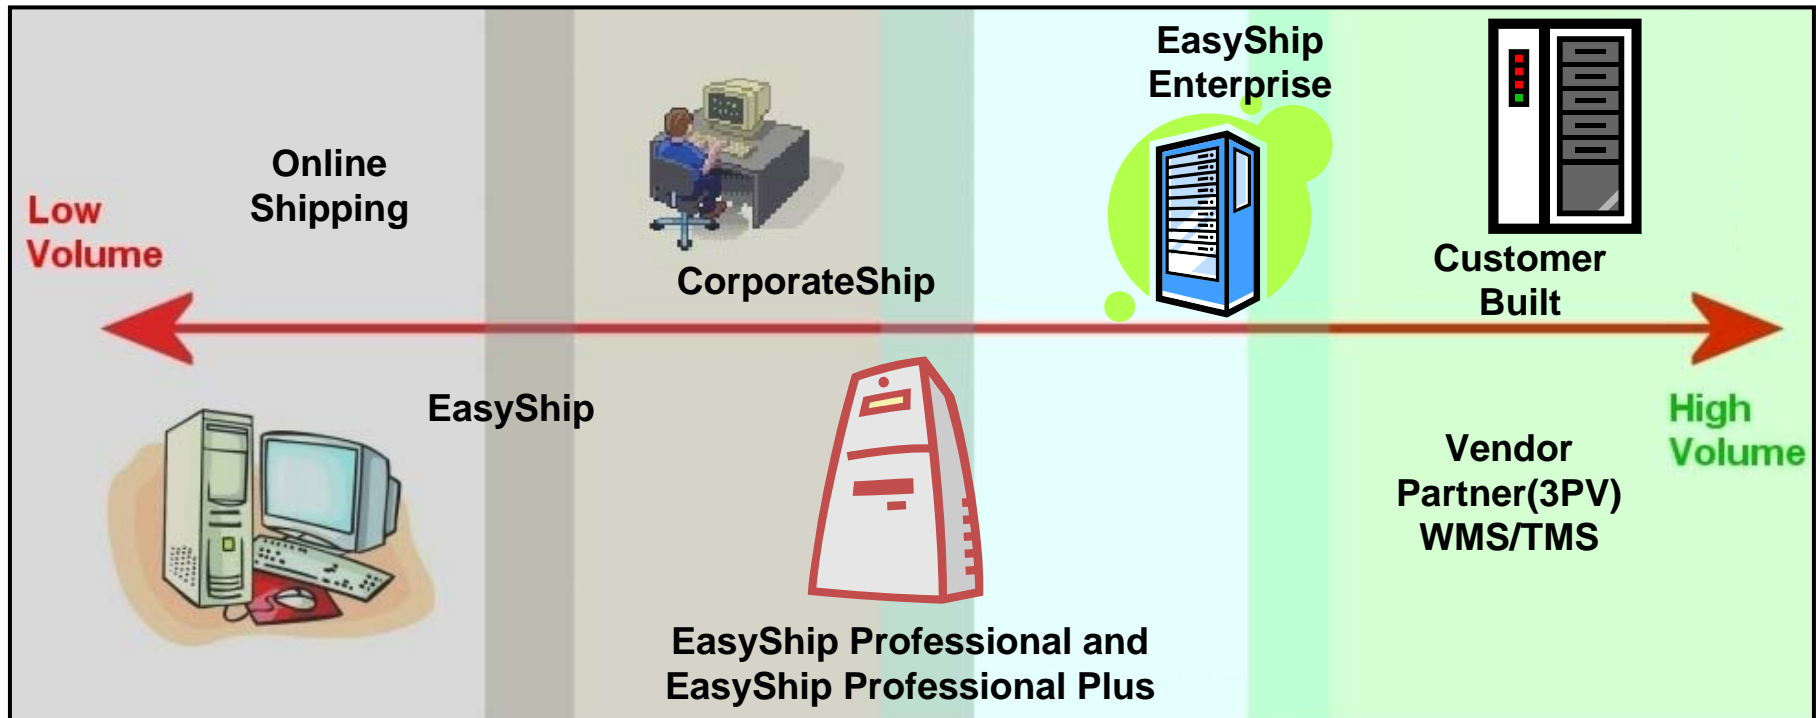 EasyShip
Enterprise
Online
Shipping
Low
Volume
CorporateShip
Customer
Built
EasyShip
High
Volume
Vendor
Partner(3PV)
WMS/TMS
EasyShip Professional and
EasyShip Professional Plus